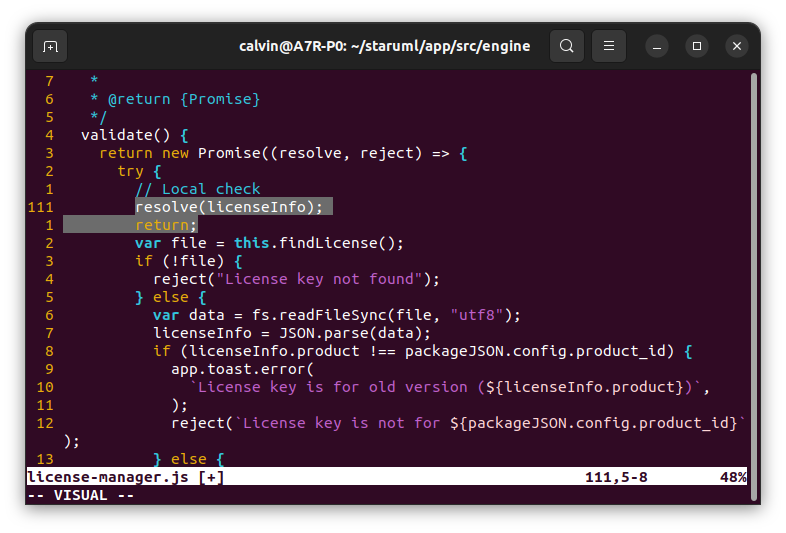 calvin@A7R-P0: ~/staruml/app/src/engine
7 *
6 * @return {Promise}
5 */
4 validate() {
3 return new Promise((resolve, reject) => {
2 try {
1 // Local check
111 resolve(licenseInfo);
1 return;
2 var file = this.findLicense();
3 if (!file) {
4 reject("License key not found");
5 } else {
6 var data = fs.readFileSync(file, "utf8");
7 licenseInfo = JSON.parse(data);
8 if (licenseInfo.product !== packageJSON.config.product_id) {
9 app.toast.error(
10 `License key is for old version (${licenseInfo.product})`,
11 );
12 reject(`License key is not for ${packageJSON.config.product_id}`
);
13 } else {
license-manager.js [+] 111,5-8 48%
-- VISUAL --